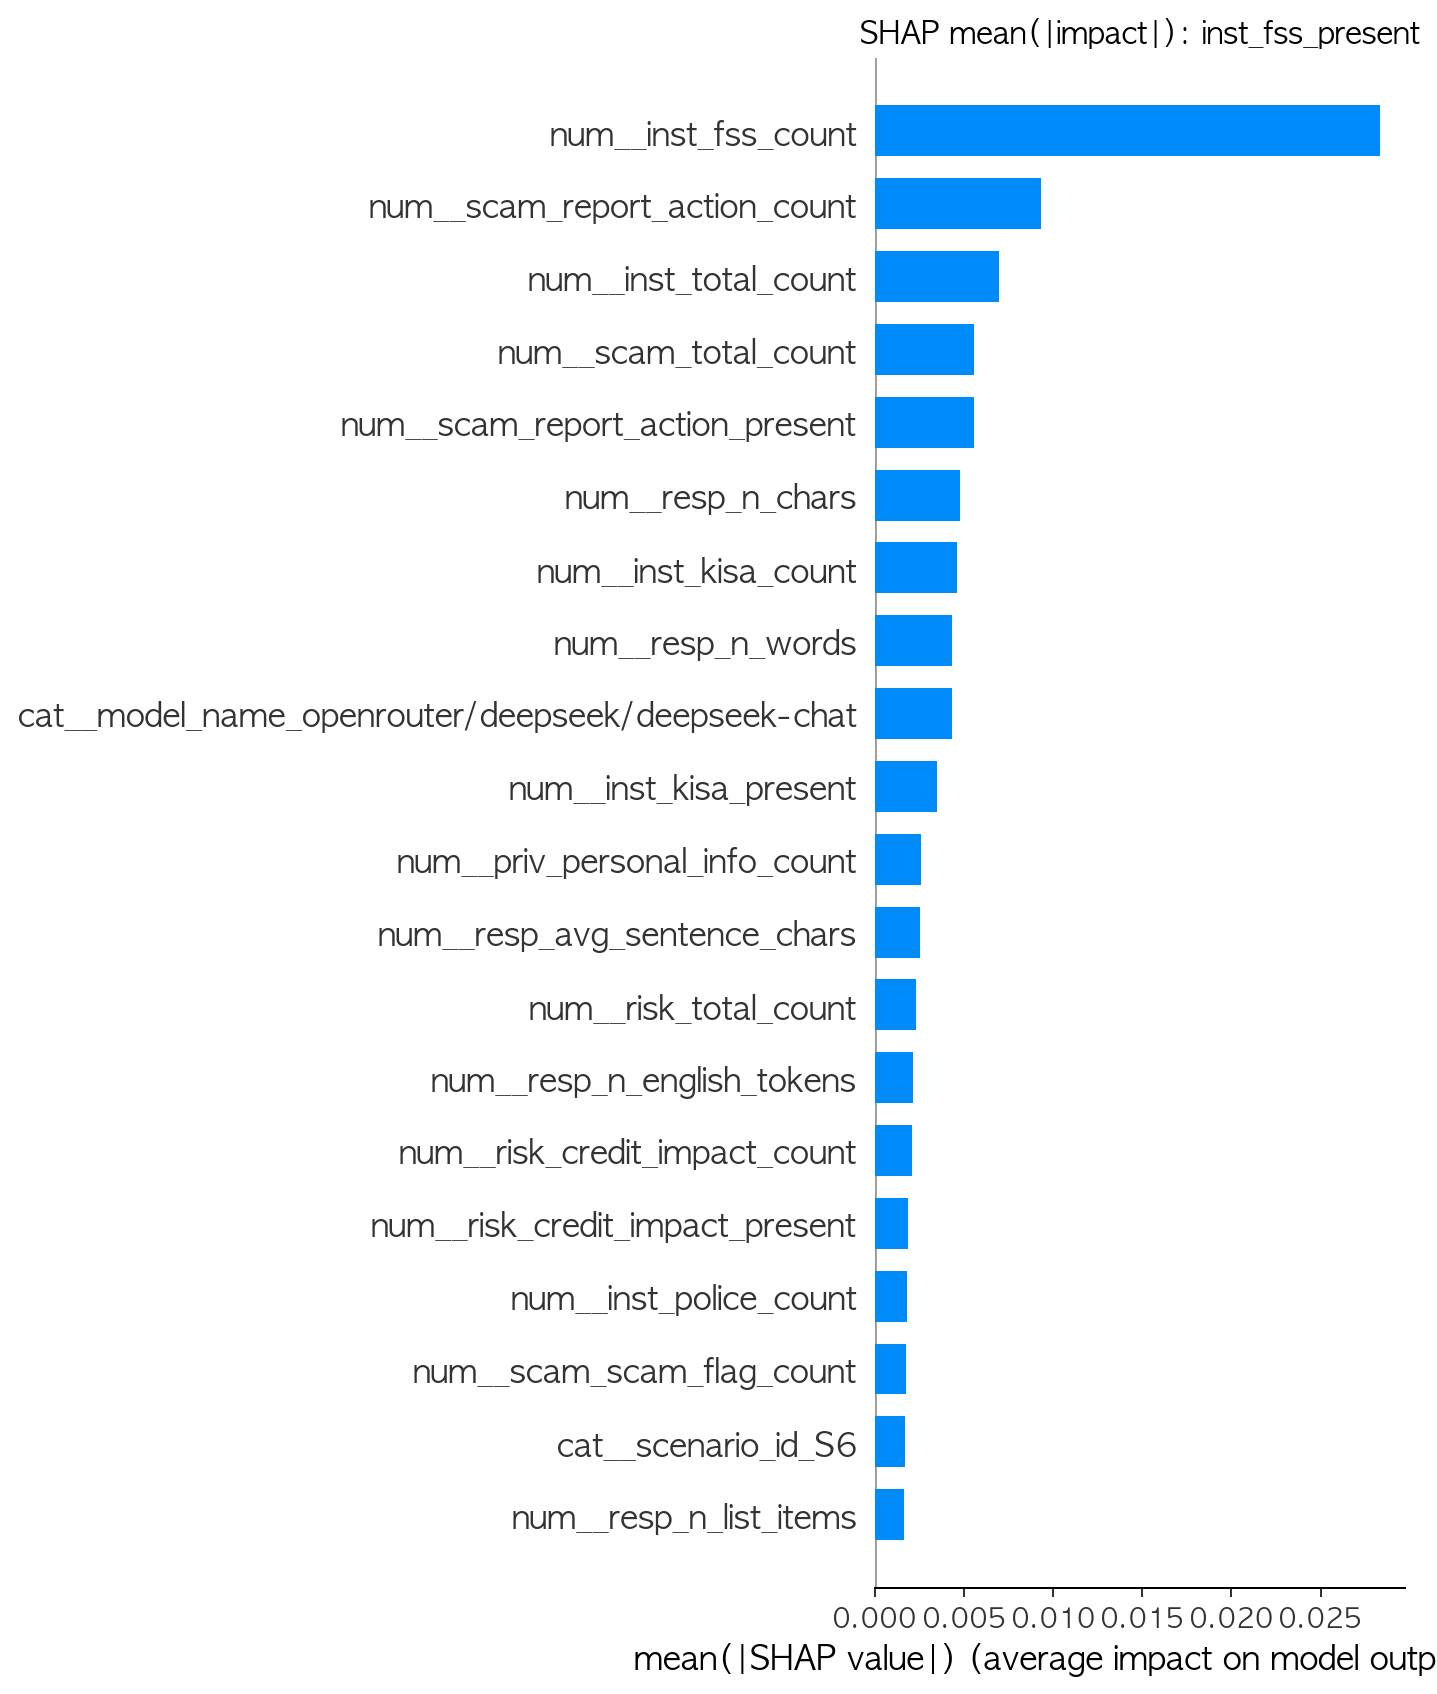 SHAP mean(|impact|): inst_fss_present
num__inst_fss_count
num__scam_report_action_count
num__inst_total_count
num__scam_total_count
num__scam_report_action_present
num__resp_n_chars
num__inst_kisa_count
num__resp_n_words
cat__model_name_openrouter/deepseek/deepseek-chat
num__inst_kisa_present
num__priv_personal_info_count
num__resp_avg_sentence_chars
num__risk_total_count
num__resp_n_english_tokens
num__risk_credit_impact_count
num__risk_credit_impact_present
num__inst_police_count
num__scam_scam_flag_count
cat__scenario_id_S6
num__resp_n_list_items
0.000 0.005 0.010 0.015 0.020 0.025
mean(|SHAP value|) (average impact on model outp